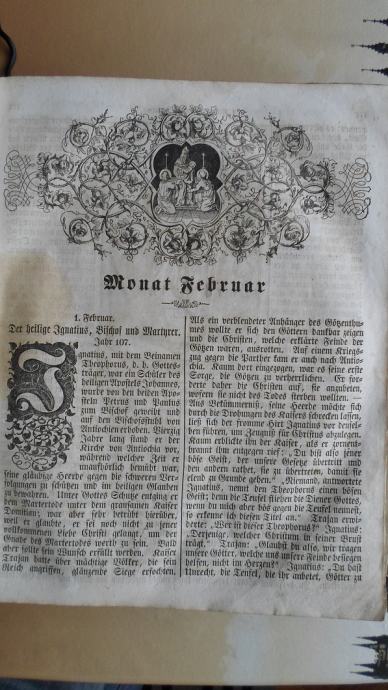 Monat Februar
1. Februar.
Der heilige Ignatius, Bischof und Martyrer.
Jahr 107.
Ignatius, mit dem Beinamen
Theophorus, d. h. Gottes-
träger, war ein Schüler des
heiligen Apostels Johannes,
wurde von den beiden Apo-
steln Petrus und Paulus
zum Bischof geweiht und
auf den Bischofsstuhl von
Antiochia erhoben. Vierzig
Jahre lang stand er der
Kirche von Antiochia vor,
während welcher Zeit er
unaufhörlich bemüht war,
seine gläubige Heerde gegen die schweren Ver-
folgungen zu schützen und im heiligen Glauben
zu bewahren. Unter Gottes Schutze entging er
dem Martertode unter dem grausamen Kaiser
Domitian; war aber sehr betrübt hierüber,
weil er glaubte, er sei noch nicht zu jener
vollkommenen Liebe Christi gelangt, um der
Gnade des Martertodes werth zu sein. Bald
aber sollte sein Wunsch erfüllt werden. Kaiser
Trajan hatte über mächtige Völker, die sein
Reich angriffen, glänzende Siege erfochten.
Als ein verblendeter Anhänger des Götzenthu-
mes wollte er sich den Göttern dankbar zeigen
und die Christen, welche erklärte Feinde der
Götzen waren, ausrotten. Auf einem Kriegs-
zug gegen die Parther kam er auch nach Antio-
chia. Kaum dort eingezogen, war es seine erste
Sorge, die Götzen zu verherrlichen. Er for-
derte daher die Christen auf, sie anzubeten,
wofern sie nicht des Todes sterben wollten. —
Aus Bekümmerniß, seine Heerde möchte sich
durch die Drohungen des Kaisers schrecken lassen,
ließ sich der fromme Hirt Ignatius vor densel-
ben führen, um Zeugniß für Christus abzulegen.
Kaum erblickte ihn der Kaiser, als er zornent-
brannt ihm entgegen rief: „Du bist also jener
böse Geist, der unsere Gesetze übertritt und
den andern rathet, sie zu übertreten, damit sie
elend zu Grunde gehen." „Niemand, antwortete
Ignatius, nennt den Theophorus einen bösen
Geist; denn die Teufel fliehen die Diener Gottes,
wenn du mich aber bös gegen die Teufel nennest,
so erkenne ich diesen Titel an." Trajan erwi-
derte: „Wer ist dieser Theophorus?" Ignatius:
„Derjenige, welcher Christum in seiner Brust
trägt." Trajan: „Glaubst du also, wir tragen
unsere Götter, welche uns unsere Feinde besiegen
helfen, nicht im Herzen?" Ignatius: „Du hast
Unrecht, die Teufel, die ihr anbetet, Götter zu